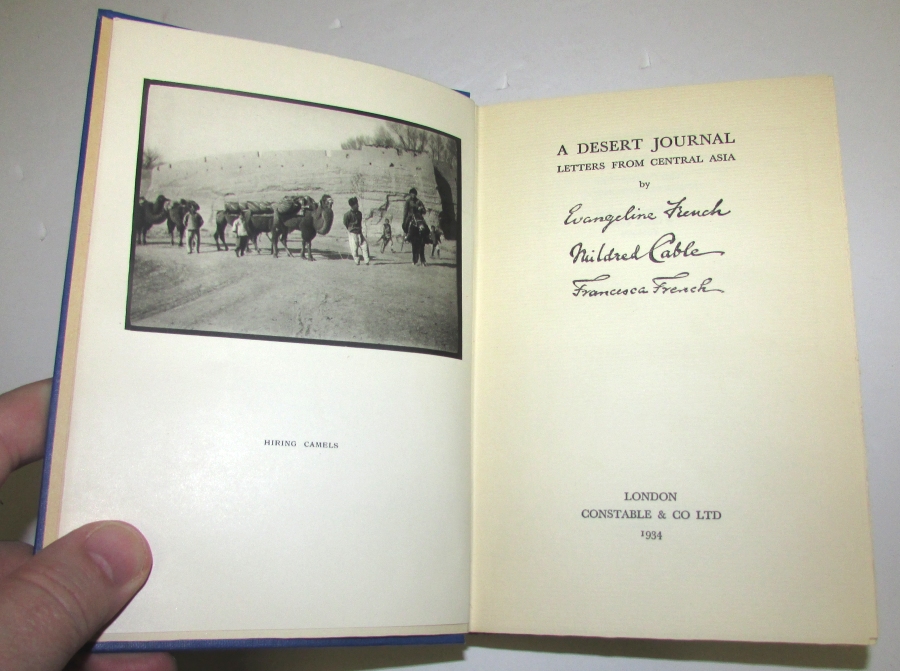 HIRING CAMELS
A DESERT JOURNAL
LETTERS FROM CENTRAL ASIA
by
Evangeline French
Mildred Cable
Francesca French
LONDON
CONSTABLE & CO LTD
1934